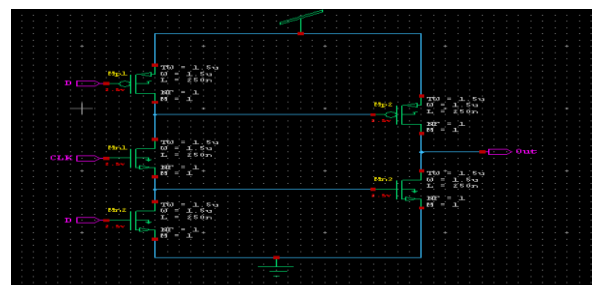 Mp1
TW = 1.5u
W = 1.5u
L = 250n
NF = 1
M = 1
D
Mp2
TW = 1.5u
W = 1.5u
L = 250n
NF = 1
M = 1
Mn1
TW = 1.5u
W = 1.5u
L = 250n
NF = 1
M = 1
CLK
Out
Mn2
TW = 1.5u
W = 1.5u
L = 250n
NF = 1
M = 1
Mn2
TW = 1.5u
W = 1.5u
L = 250n
NF = 1
M = 1
D